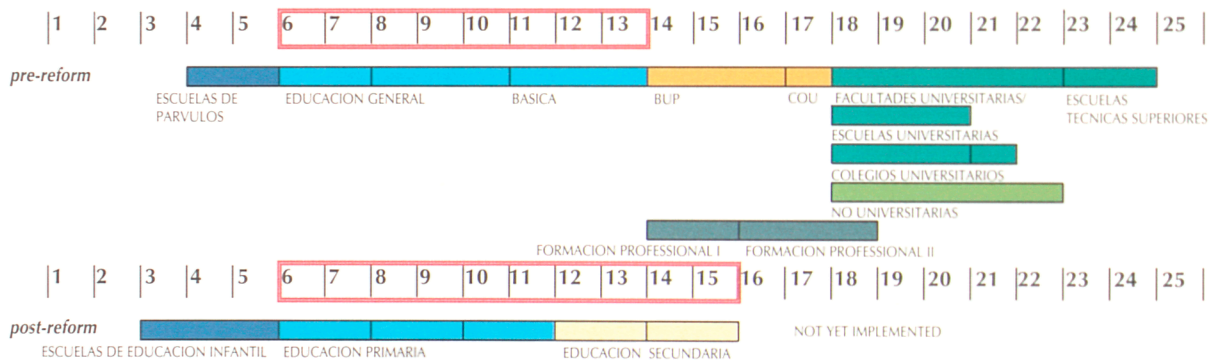 1 2 3 4 5 6 7 8 9 10 11 12 13 14 15 16 17 18 19 20 21 22 23 24 25
pre-reform
ESCUELAS DE PARVULOS
EDUCACION GENERAL BASICA BUP COU FACULTADES UNIVERSITARIAS/ ESCUELAS TECNICAS SUPERIORES
ESCUELAS UNIVERSITARIAS
COLEGIOS UNIVERSITARIOS
NO UNIVERSITARIAS
FORMACION PROFESSIONAL I FORMACION PROFESSIONAL II
1 2 3 4 5 6 7 8 9 10 11 12 13 14 15 16 17 18 19 20 21 22 23 24 25
post-reform NOT YET IMPLEMENTED
ESCUELAS DE EDUCACION INFANTIL EDUCACION PRIMARIA EDUCACION SECUNDARIA